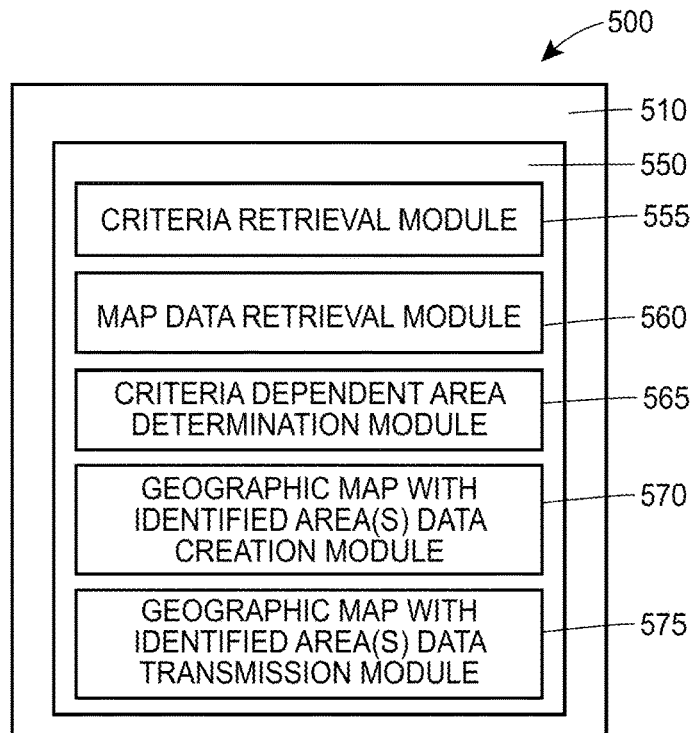 500
510
550
CRITERIA RETRIEVAL MODULE
555
MAP DATA RETRIEVAL MODULE
560
CRITERIA DEPENDENT AREA
DETERMINATION MODULE
565
GEOGRAPHIC MAP WITH
IDENTIFIED AREA(S) DATA
CREATION MODULE
570
GEOGRAPHIC MAP WITH
IDENTIFIED AREA(S) DATA
TRANSMISSION MODULE
575